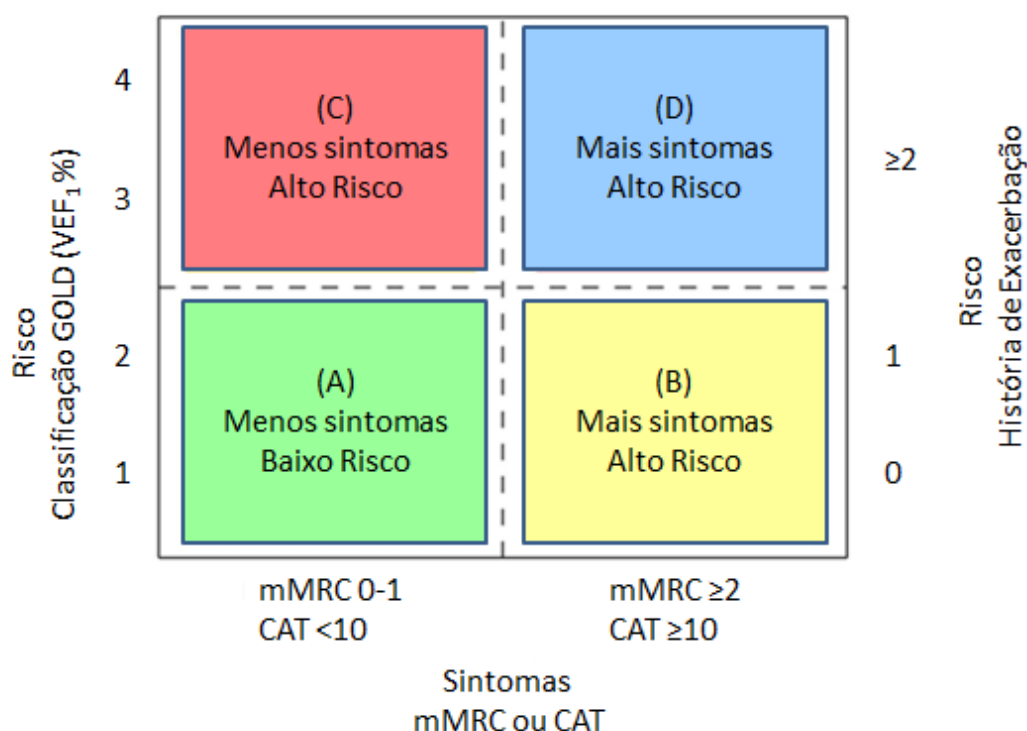 Risco
Classificação GOLD (VEF₁ %)
4
3
2
1
(C)
Menos sintomas
Alto Risco
(D)
Mais sintomas
Alto Risco
(A)
Menos sintomas
Baixo Risco
(B)
Mais sintomas
Alto Risco
≥2
1
0
Risco
História de Exacerbação
mMRC 0-1
CAT <10
mMRC ≥2
CAT ≥10
Sintomas
mMRC ou CAT